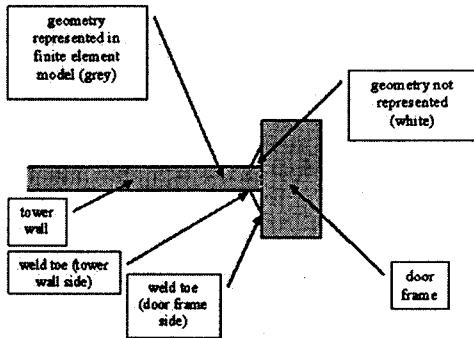 geometry
represented in
finite element
model (grey)
geometry not
represented
(white)
tower
wall
weld toe (tower
wall side)
weld toe
(door frame
side)
door
frame